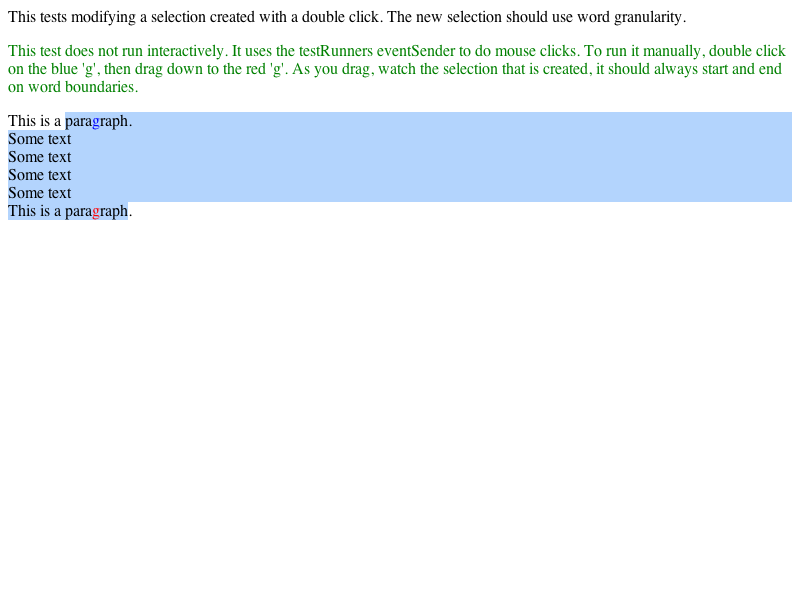 This tests modifying a selection created with a double click. The new selection should use word granularity.
This test does not run interactively. It uses the testRunners eventSender to do mouse clicks. To run it manually, double click
on the blue 'g', then drag down to the red 'g'. As you drag, watch the selection that is created, it should always start and end
on word boundaries.
This is a paragraph.
Some text
Some text
Some text
Some text
This is a paragraph.